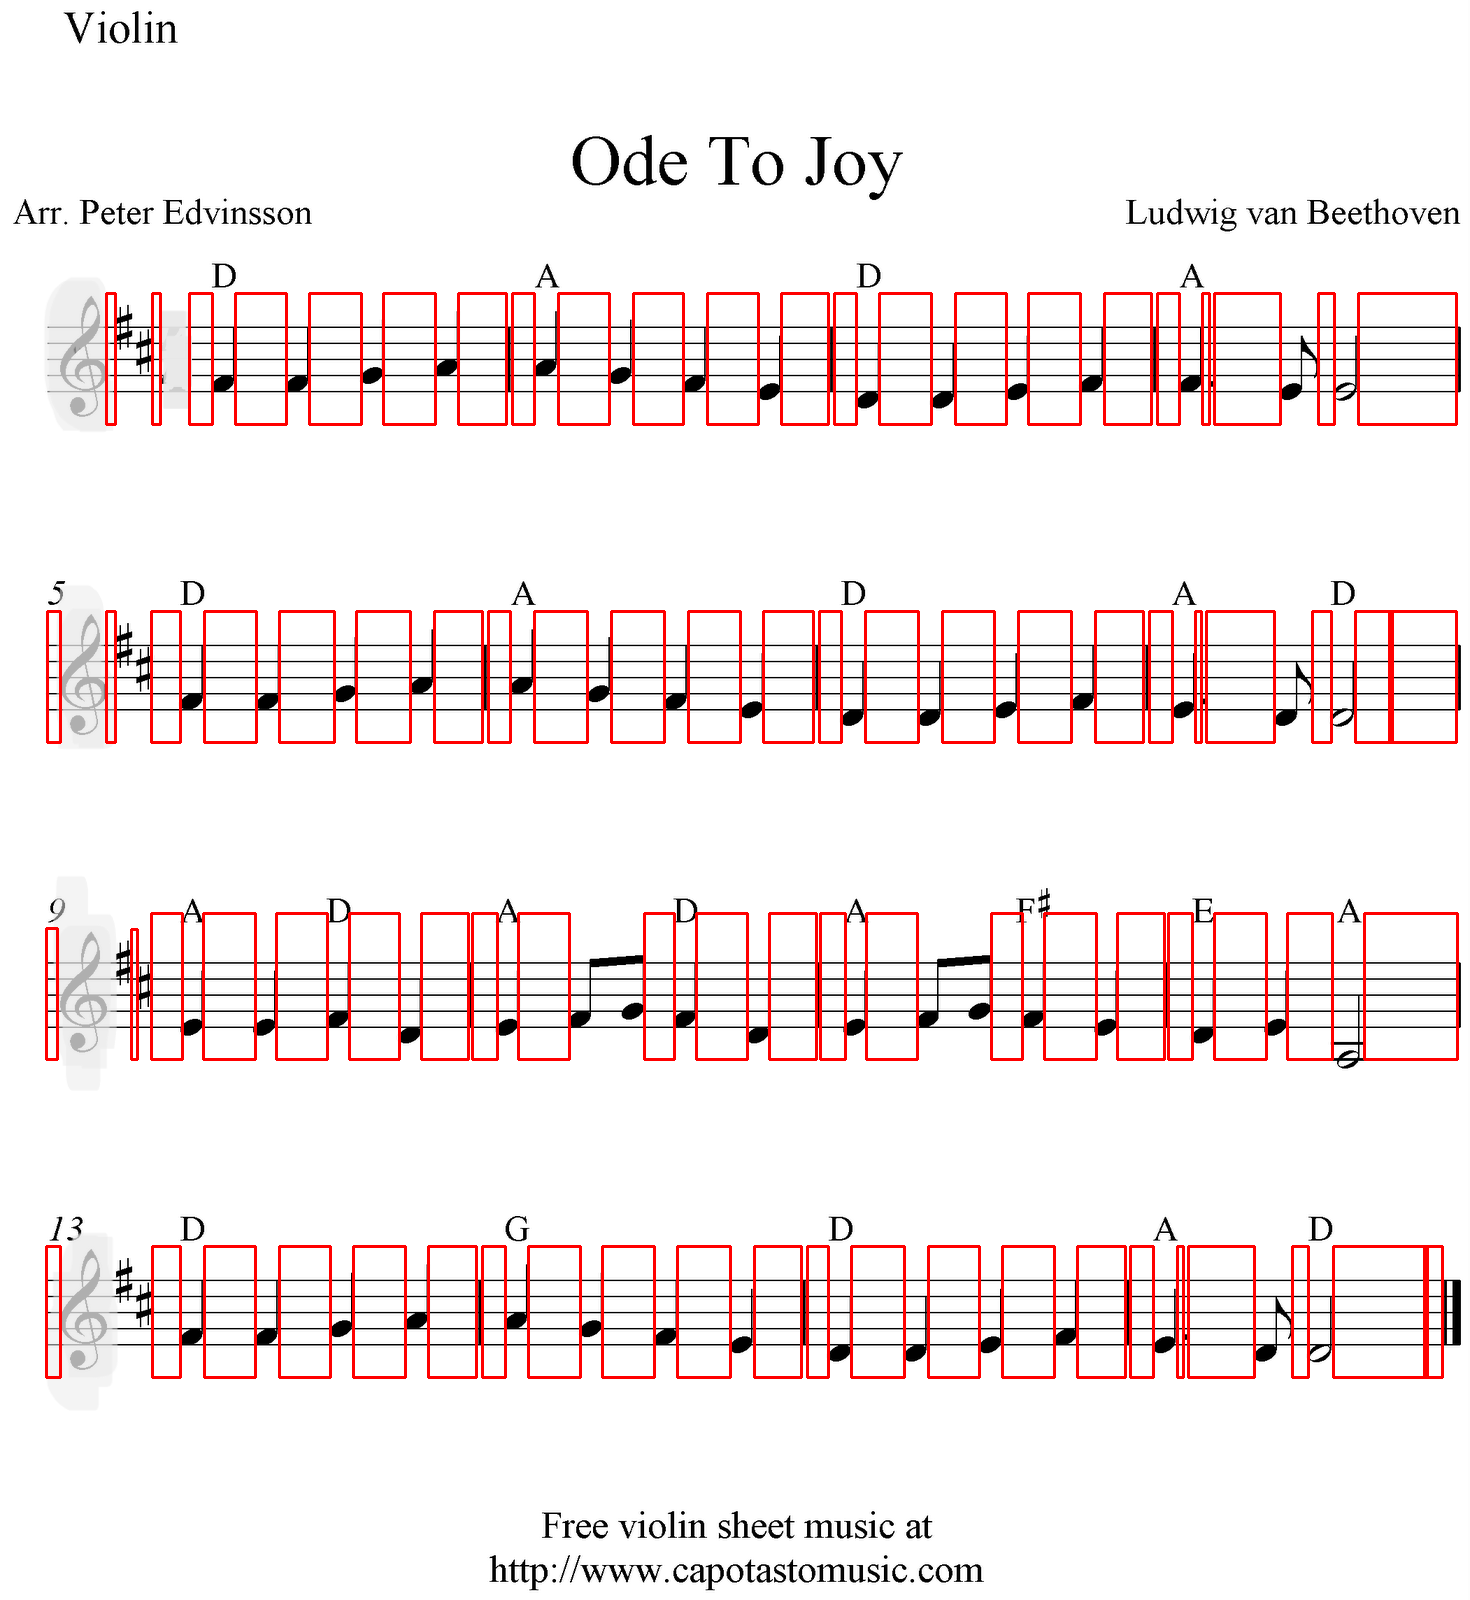 Violin
Ode To Joy
Arr. Peter Edvinsson
Ludwig van Beethoven
D A D A
5
D A D A D
9
A D A D A F♯ E A
13
D G D A D
Free violin sheet music at
http://www.capotastomusic.com